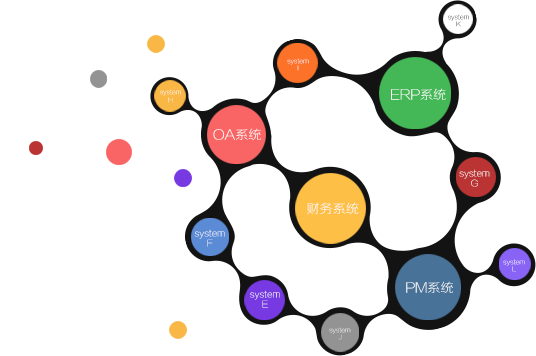 system
K
system
I
ERP系统
system
H
OA系统
system
G
财务系统
system
F
system
L
PM系统
system
E
system
J